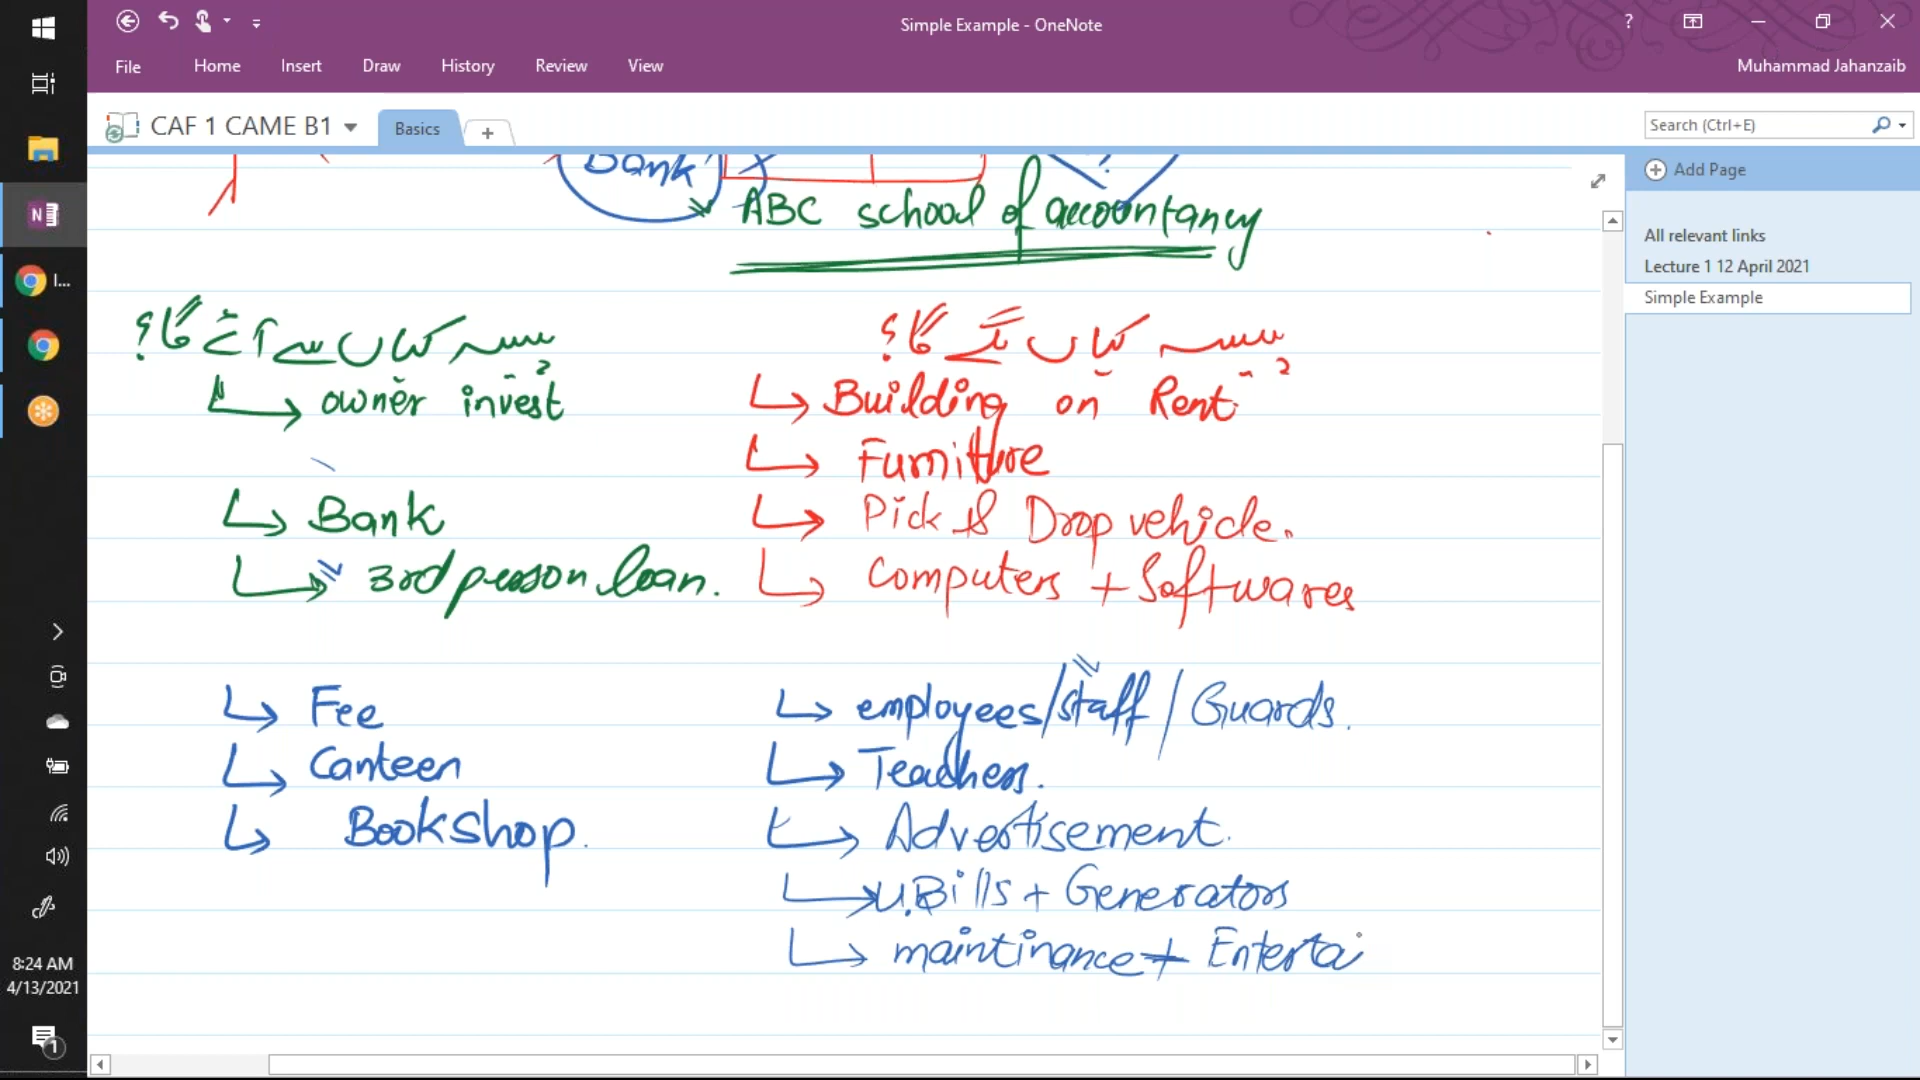 Simple Example - OneNote
?
File Home Insert Draw History Review View
Muhammad Jahanzaib
CAF 1 CAME B1
Basics
+
Search (Ctrl+E)
Add Page
All relevant links
Lecture 1 12 April 2021
Simple Example
Bank
?
ABC school of accountancy
پیسہ کہاں سے آئے گا؟
owner invest
Bank
3rd person loan.
Fee
Canteen
Bookshop.
پیسہ کہاں لگے گا؟
Building on Rent
Furniture
Pick & Drop vehicle.
Computers + Softwares
employees/staff / Guards.
Teachers.
Advertisement.
U.Bills + Generators
maintinance + Enterta
N
I...
8:24 AM
4/13/2021
1